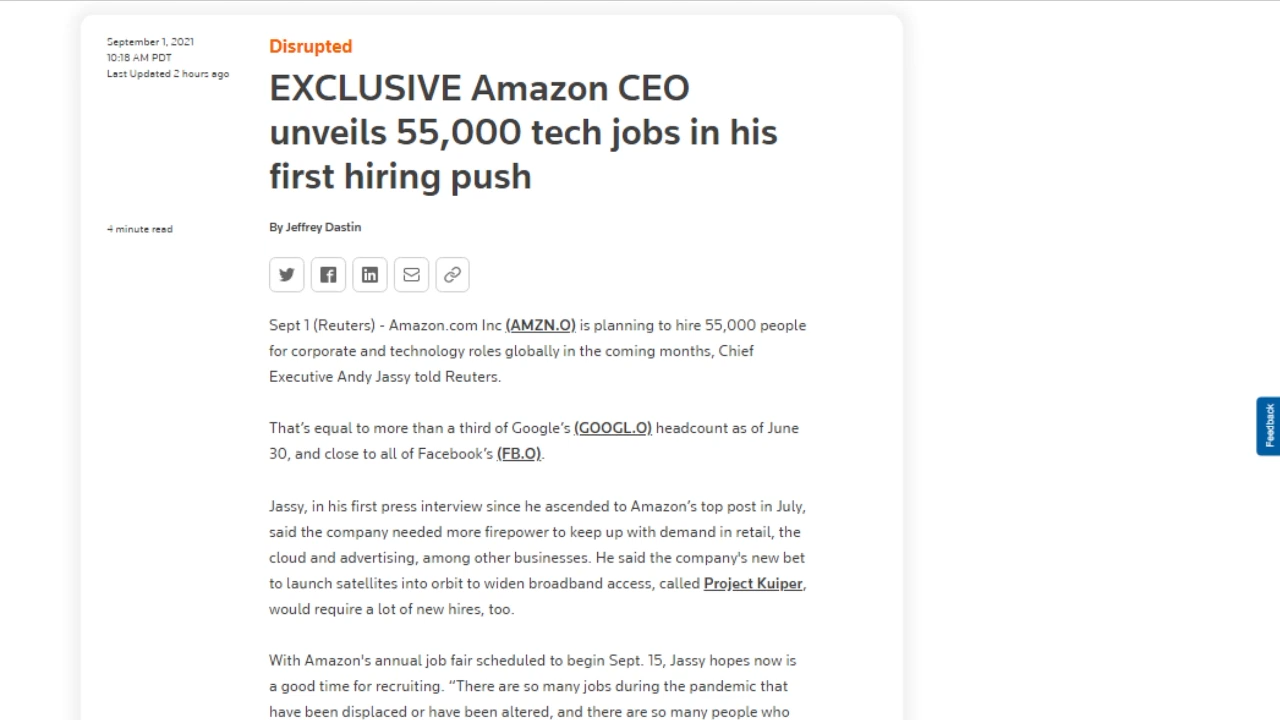 September 1, 2021
10:18 AM PDT
Last Updated 2 hours ago
Disrupted
EXCLUSIVE Amazon CEO
unveils 55,000 tech jobs in his
first hiring push
4 minute read
By Jeffrey Dastin
Sept 1 (Reuters) - Amazon.com Inc (AMZN.O) is planning to hire 55,000 people
for corporate and technology roles globally in the coming months, Chief
Executive Andy Jassy told Reuters.
That’s equal to more than a third of Google’s (GOOGL.O) headcount as of June
30, and close to all of Facebook’s (FB.O).
Jassy, in his first press interview since he ascended to Amazon’s top post in July,
said the company needed more firepower to keep up with demand in retail, the
cloud and advertising, among other businesses. He said the company's new bet
to launch satellites into orbit to widen broadband access, called Project Kuiper,
would require a lot of new hires, too.
With Amazon's annual job fair scheduled to begin Sept. 15, Jassy hopes now is
a good time for recruiting. “There are so many jobs during the pandemic that
have been displaced or have been altered, and there are so many people who
Feedback